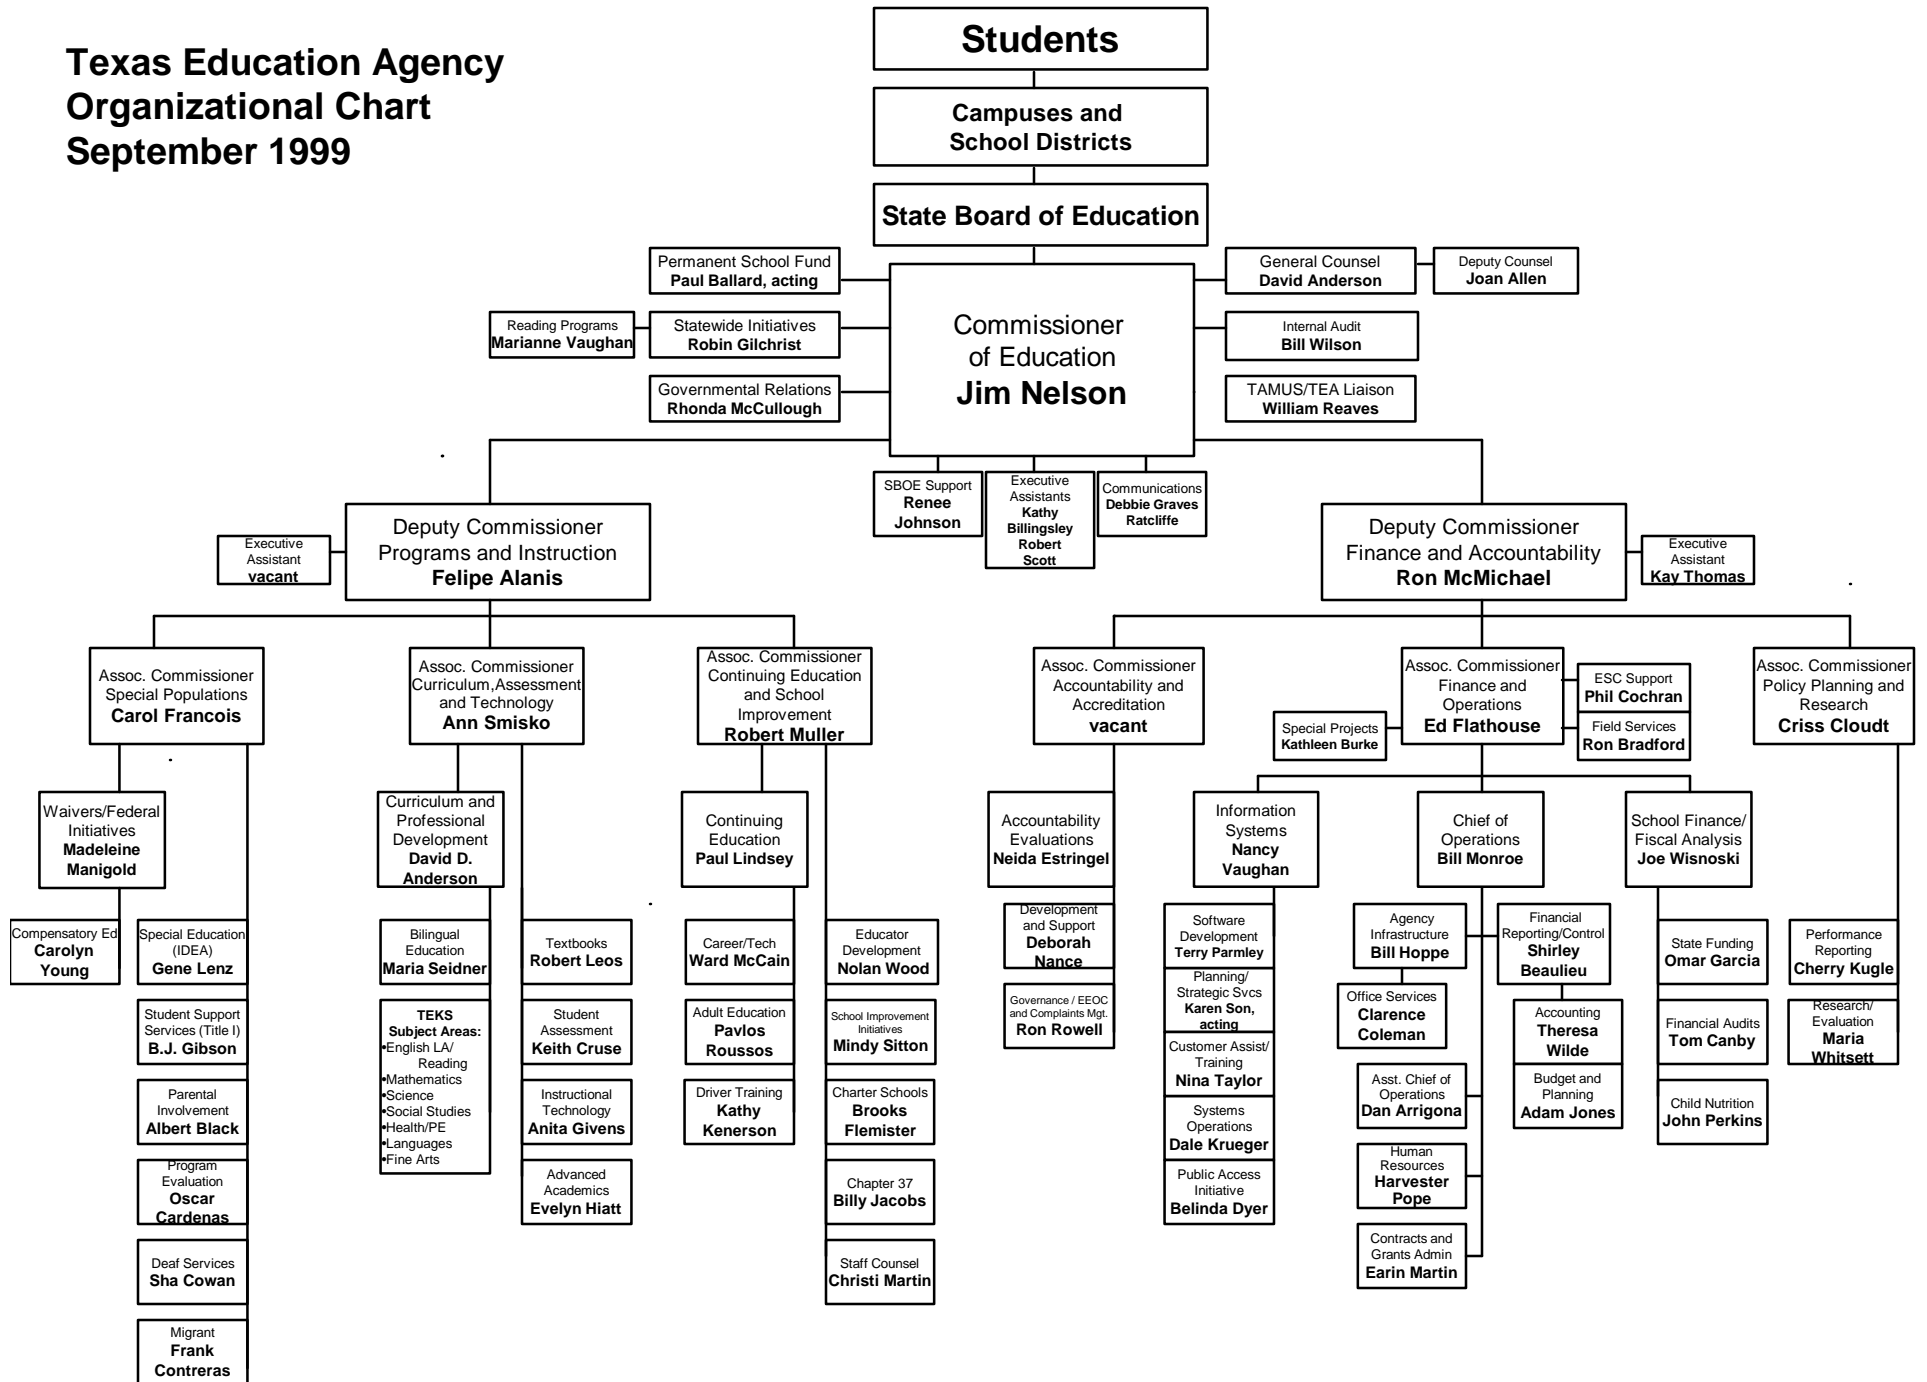 Texas Education Agency
Organizational Chart
September 1999
Students
Campuses and
School Districts
State Board of Education
Permanent School Fund
Paul Ballard, acting
General Counsel
David Anderson
Deputy Counsel
Joan Allen
Reading Programs
Marianne Vaughan
Statewide Initiatives
Robin Gilchrist
Commissioner
of Education
Jim Nelson
Internal Audit
Bill Wilson
Governmental Relations
Rhonda McCullough
TAMUS/TEA Liaison
William Reaves
SBOE Support
Renee
Johnson
Executive
Assistants
Kathy
Billingsley
Robert
Scott
Communications
Debbie Graves
Ratcliffe
Executive
Assistant
vacant
Deputy Commissioner
Programs and Instruction
Felipe Alanis
Deputy Commissioner
Finance and Accountability
Ron McMichael
Executive
Assistant
Kay Thomas
Assoc. Commissioner
Special Populations
Carol Francois
Assoc. Commissioner
Curriculum,Assessment
and Technology
Ann Smisko
Assoc. Commissioner
Continuing Education
and School
Improvement
Robert Muller
Assoc. Commissioner
Accountability and
Accreditation
vacant
Special Projects
Kathleen Burke
Assoc. Commissioner
Finance and
Operations
Ed Flathouse
ESC Support
Phil Cochran
Field Services
Ron Bradford
Assoc. Commissioner
Policy Planning and
Research
Criss Cloudt
Waivers/Federal
Initiatives
Madeleine
Manigold
Curriculum and
Professional
Development
David D.
Anderson
Continuing
Education
Paul Lindsey
Accountability
Evaluations
Neida Estringel
Information
Systems
Nancy
Vaughan
Chief of
Operations
Bill Monroe
School Finance/
Fiscal Analysis
Joe Wisnoski
Compensatory Ed
Carolyn
Young
Special Education
(IDEA)
Gene Lenz
Student Support
Services (Title I)
B.J. Gibson
Parental
Involvement
Albert Black
Program
Evaluation
Oscar
Cardenas
Deaf Services
Sha Cowan
Migrant
Frank
Contreras
Bilingual
Education
Maria Seidner
TEKS
Subject Areas:
•English LA/
Reading
•Mathematics
•Science
•Social Studies
•Health/PE
•Languages
•Fine Arts
Textbooks
Robert Leos
Student
Assessment
Keith Cruse
Instructional
Technology
Anita Givens
Advanced
Academics
Evelyn Hiatt
Career/Tech
Ward McCain
Adult Education
Pavlos
Roussos
Driver Training
Kathy
Kenerson
Educator
Development
Nolan Wood
School Improvement
Initiatives
Mindy Sitton
Charter Schools
Brooks
Flemister
Chapter 37
Billy Jacobs
Staff Counsel
Christi Martin
Development
and Support
Deborah
Nance
Governance / EEOC
and Complaints Mgt.
Ron Rowell
Software
Development
Terry Parmley
Planning/
Strategic Svcs
Karen Son,
acting
Customer Assist/
Training
Nina Taylor
Systems
Operations
Dale Krueger
Public Access
Initiative
Belinda Dyer
Agency
Infrastructure
Bill Hoppe
Office Services
Clarence
Coleman
Asst. Chief of
Operations
Dan Arrigona
Human
Resources
Harvester
Pope
Contracts and
Grants Admin
Earin Martin
Financial
Reporting/Control
Shirley
Beaulieu
Accounting
Theresa
Wilde
Budget and
Planning
Adam Jones
State Funding
Omar Garcia
Financial Audits
Tom Canby
Child Nutrition
John Perkins
Performance
Reporting
Cherry Kugle
Research/
Evaluation
Maria
Whitsett